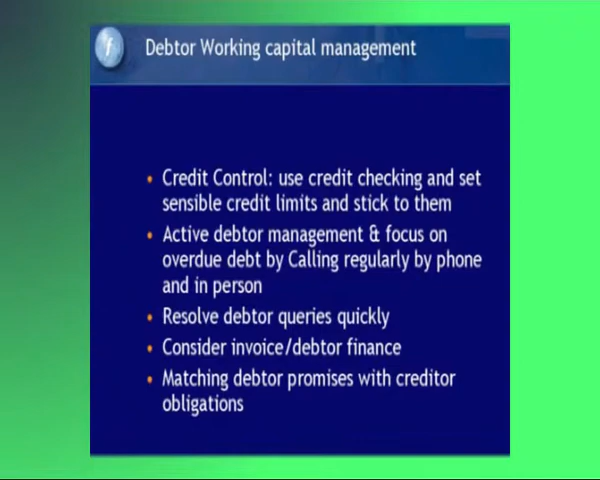 Debtor Working capital management
• Credit Control: use credit checking and set
sensible credit limits and stick to them
• Active debtor management & focus on
overdue debt by Calling regularly by phone
and in person
• Resolve debtor queries quickly
• Consider invoice/debtor finance
• Matching debtor promises with creditor
obligations